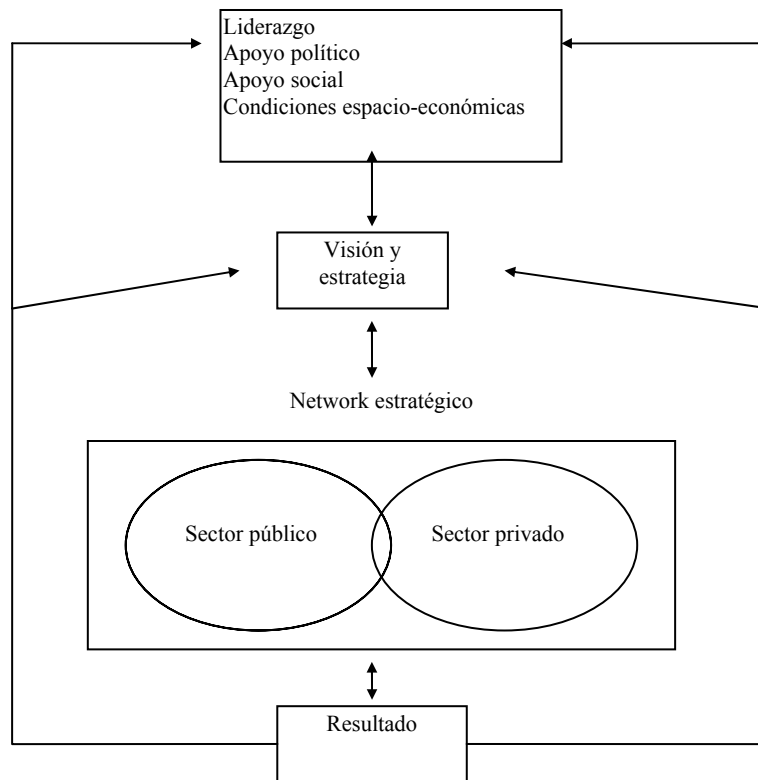 Liderazgo
Apoyo político
Apoyo social
Condiciones espacio-económicas
Visión y
estrategia
Network estratégico
Sector público
Sector privado
Resultado